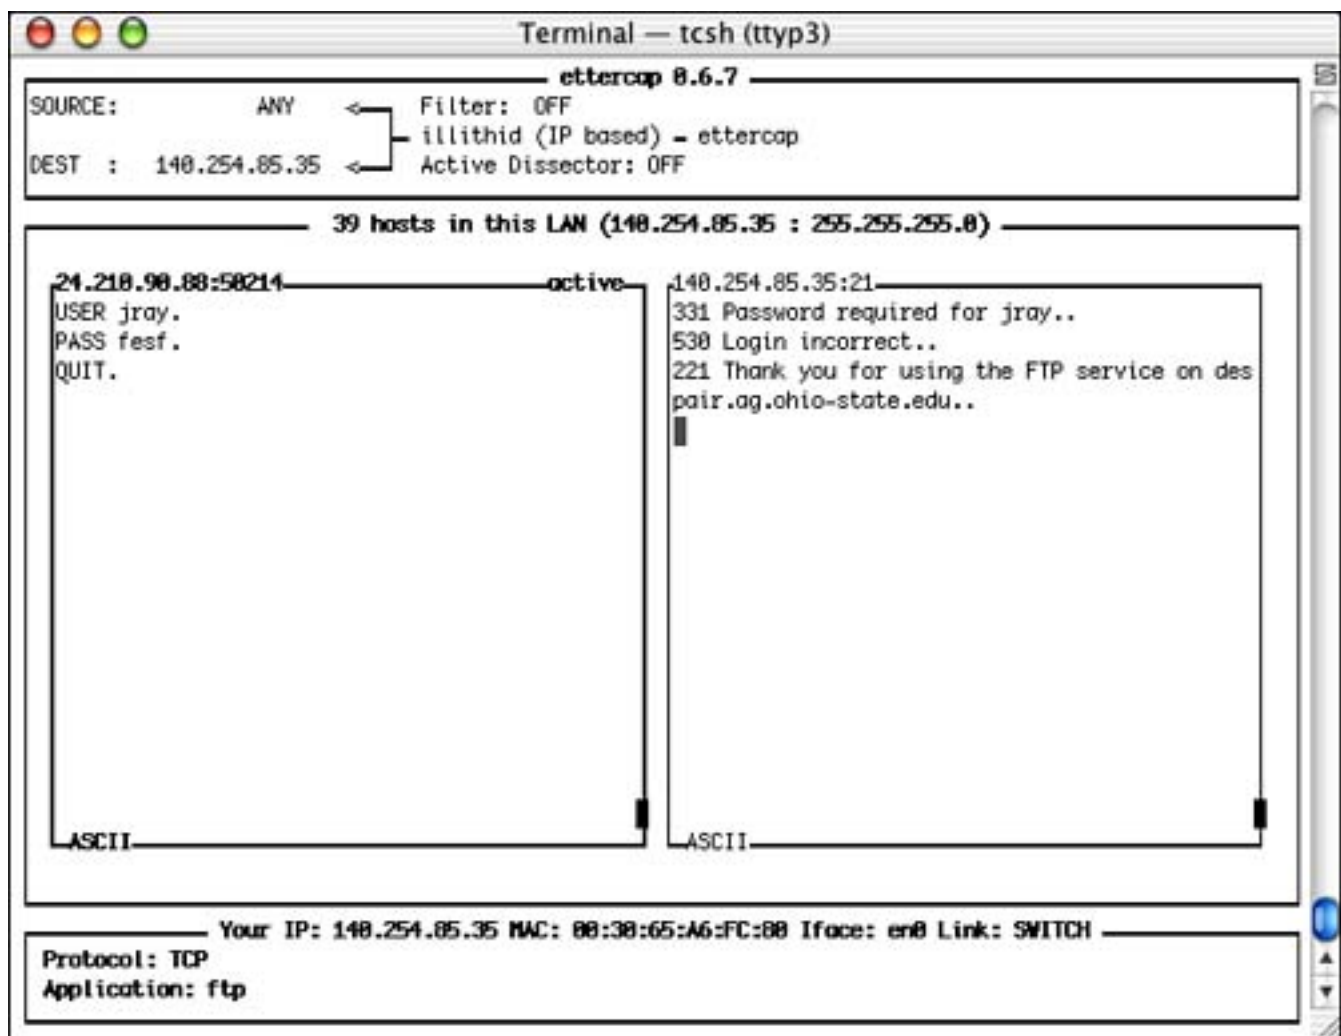 Terminal — tcsh (ttyp3)
ettercap 0.6.7
SOURCE: ANY Filter: OFF
illithid (IP based) - ettercap
DEST : 140.254.85.35 Active Dissector: OFF
39 hosts in this LAN (140.254.85.35 : 255.255.255.0)
24.210.90.88:50214 active
USER jray.
PASS fesf.
QUIT.
ASCII
140.254.85.35:21
331 Password required for jray..
530 Login incorrect..
221 Thank you for using the FTP service on des
pair.ag.ohio-state.edu..
ASCII
Your IP: 140.254.85.35 MAC: 00:30:65:A6:FC:80 Iface: en0 Link: SWITCH
Protocol: TCP
Application: ftp